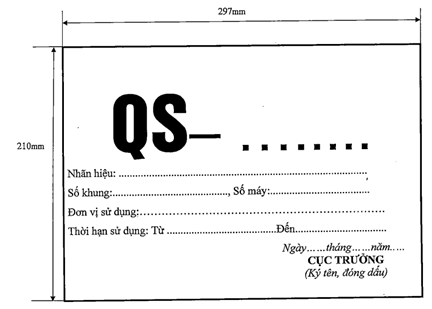 297mm
210mm
QS– ........
Nhãn hiệu: ............................................................,
Số khung:............................, Số máy:........................
Đơn vị sử dụng:............................................................
Thời hạn sử dụng: Từ ...........................Đến.......................
Ngày......tháng...năm.....
CỤC TRƯỞNG
(Ký tên, đóng dấu)